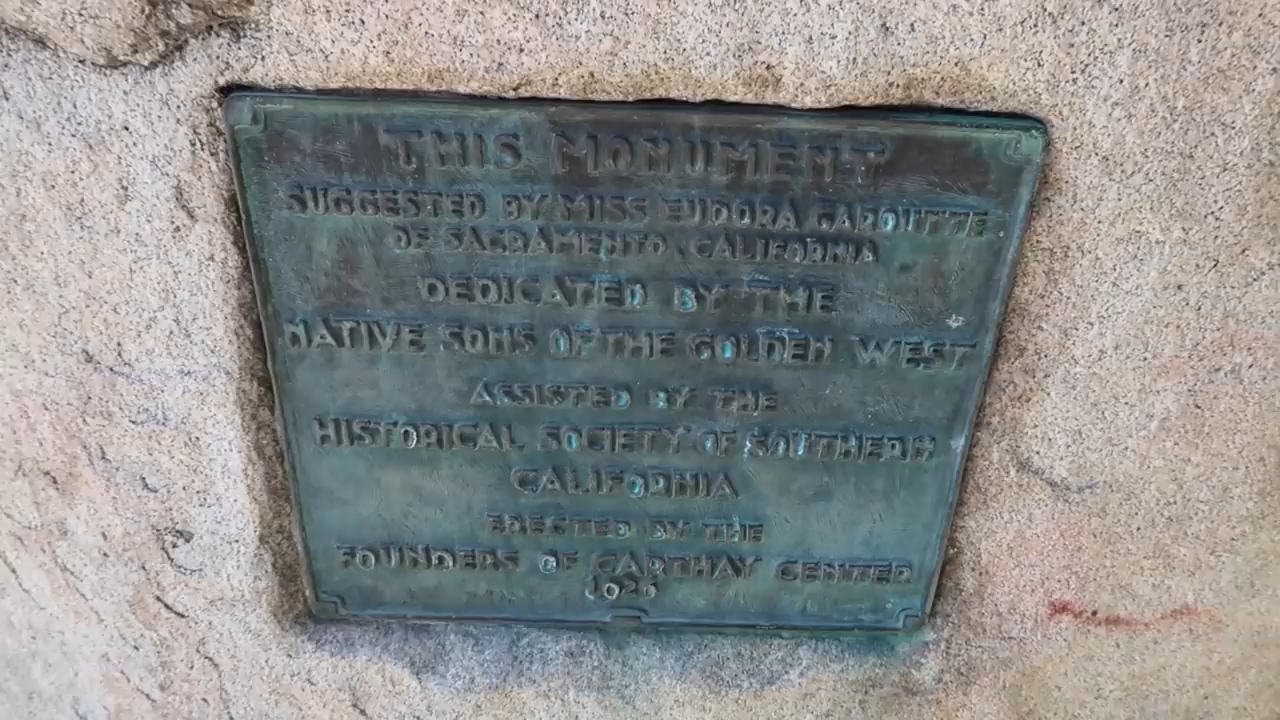 THIS MONUMENT
SUGGESTED BY MISS EUDORA GAROUTTE
OF SACRAMENTO, CALIFORNIA
DEDICATED BY THE
NATIVE SONS OF THE GOLDEN WEST
ASSISTED BY THE
HISTORICAL SOCIETY OF SOUTHERN
CALIFORNIA
ERECTED BY THE
FOUNDERS OF CARTHAY CENTER